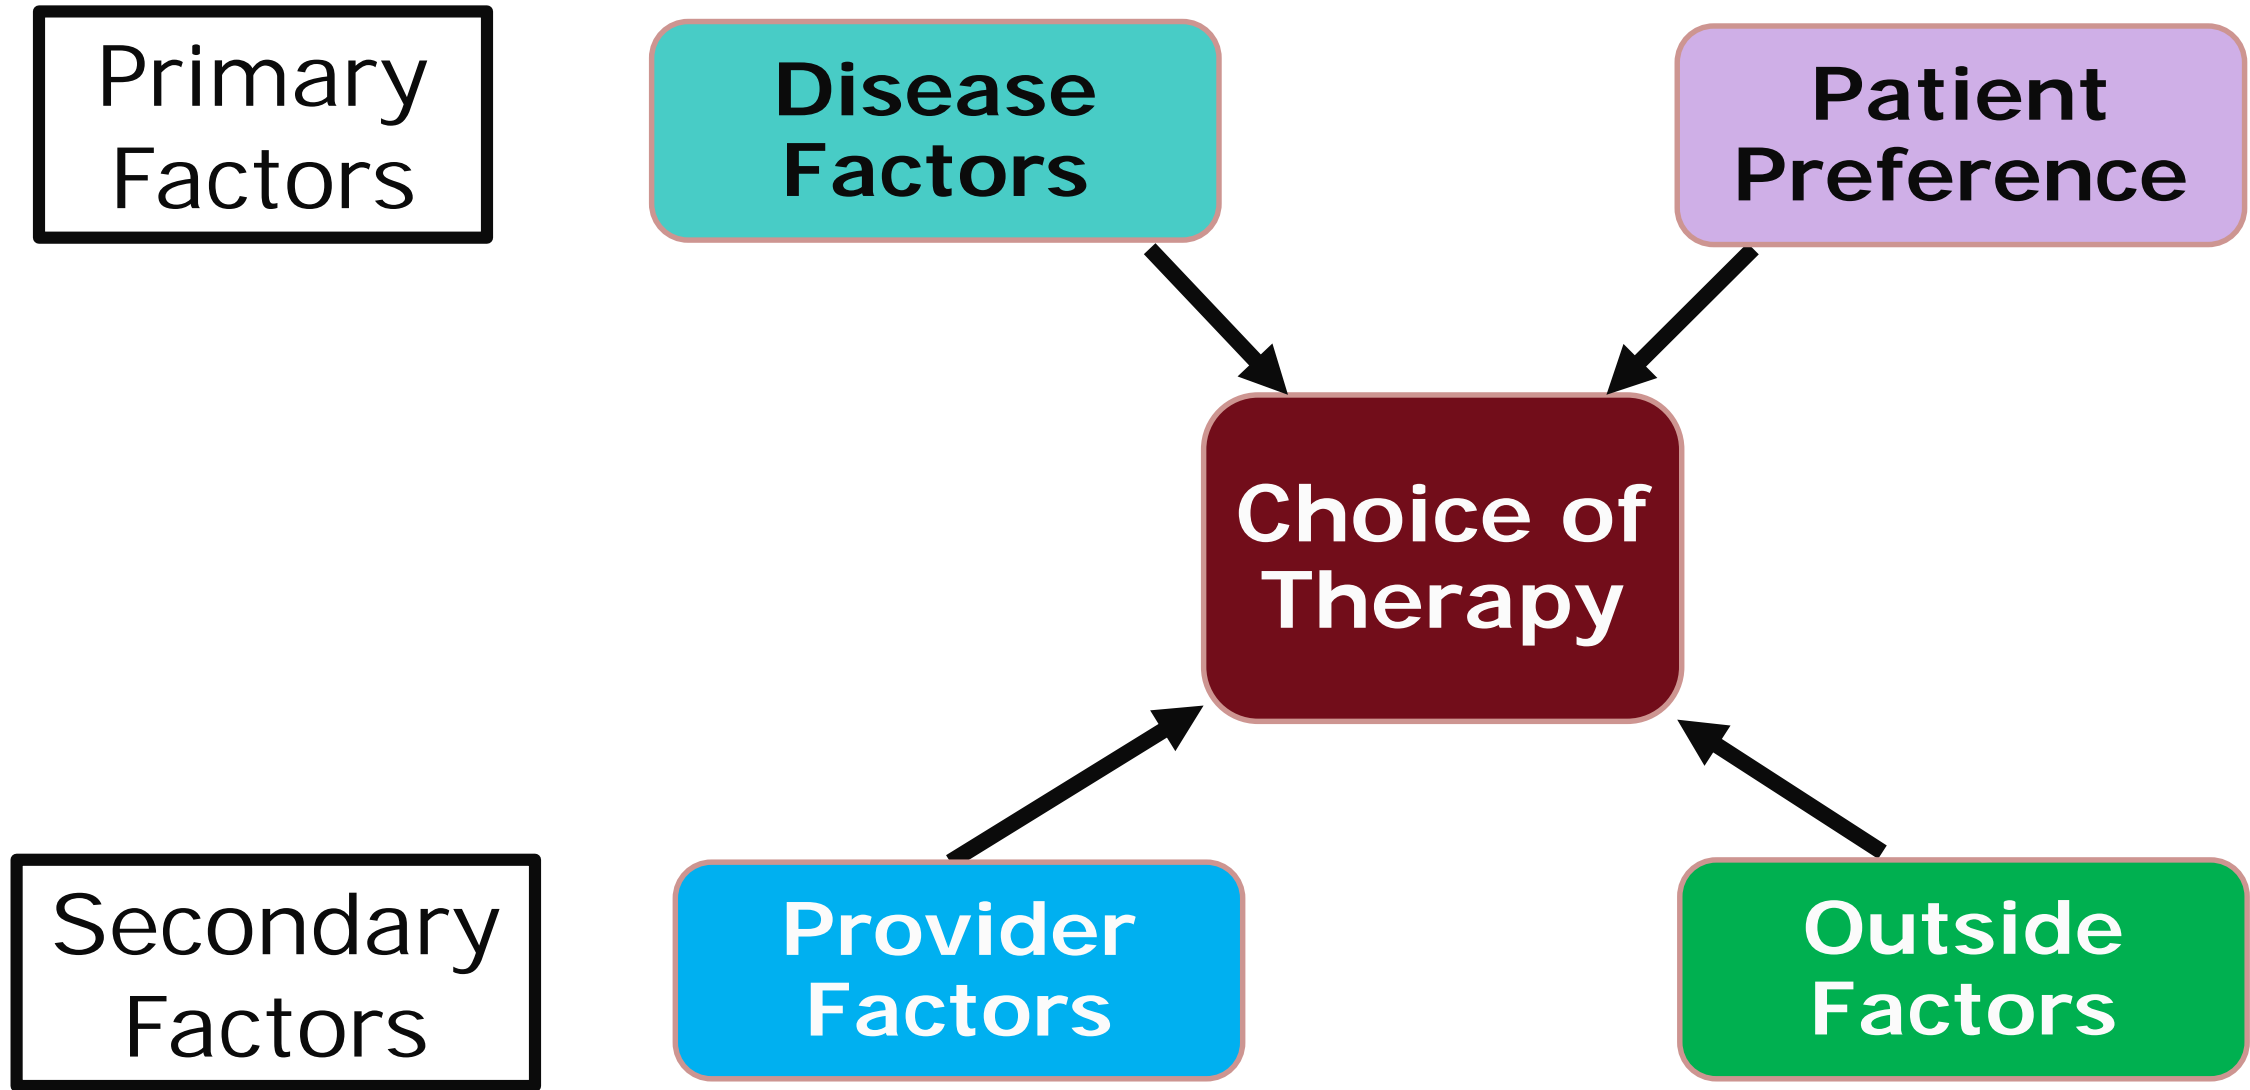 Primary
Factors
Disease
Factors
Patient
Preference
Choice of
Therapy
Secondary
Factors
Provider
Factors
Outside
Factors